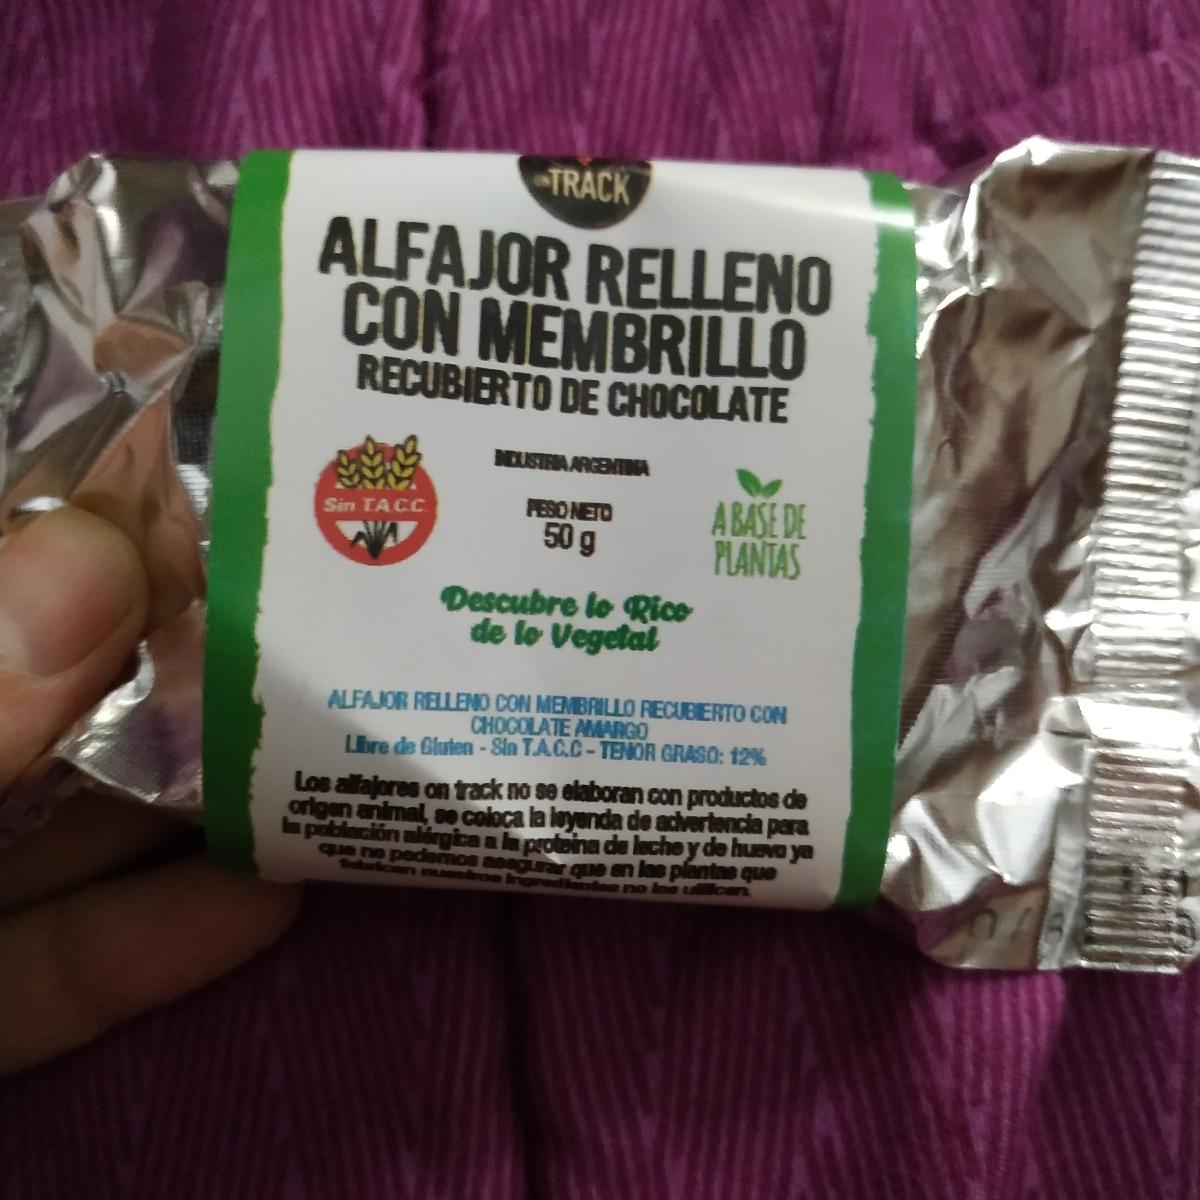 on TRACK
ALFAJOR RELLENO
CON MEMBRILLO
RECUBIERTO DE CHOCOLATE
Sin T.A.C.C.
INDUSTRIA ARGENTINA
PESO NETO
50 g
A BASE DE
PLANTAS
Descubre lo Rico
de lo Vegetal
ALFAJOR RELLENO CON MEMBRILLO RECUBIERTO CON
CHOCOLATE AMARGO
Libre de Gluten - Sin T.A.C.C - TENOR GRASO: 12%
Los alfajores on track no se elaboran con productos de
origen animal, se coloca la leyenda de advertencia para
la población alérgica a la proteína de leche y de huevo ya
que no podemos asegurar que en las plantas que
fabrican nuestros ingredientes no los utilicen.